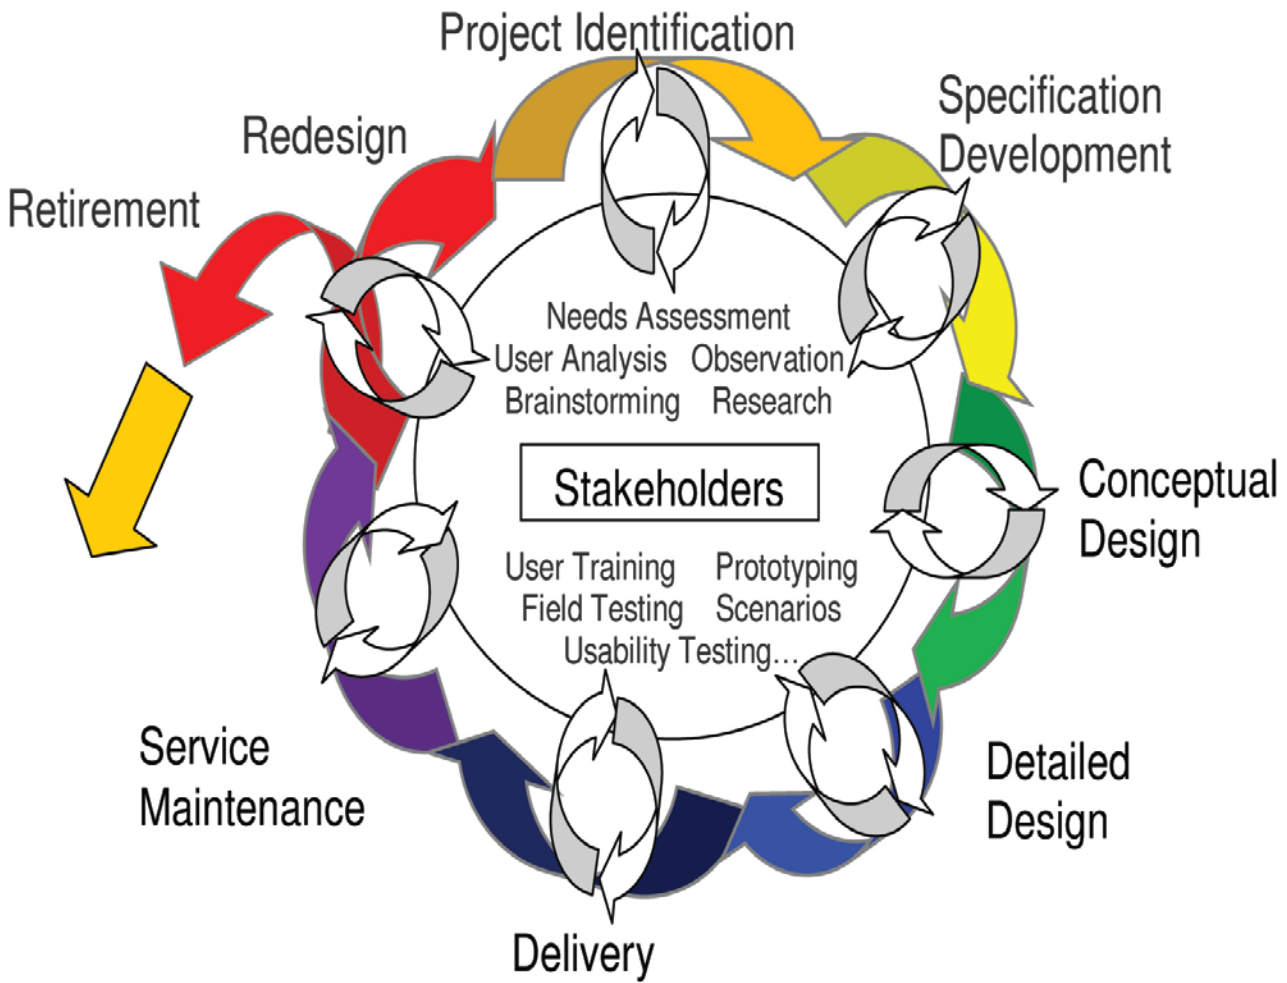 Project Identification
Specification
Development
Redesign
Retirement
Needs Assessment
User Analysis Observation
Brainstorming Research
Stakeholders
Conceptual
Design
User Training Prototyping
Field Testing Scenarios
Usability Testing...
Service
Maintenance
Detailed
Design
Delivery